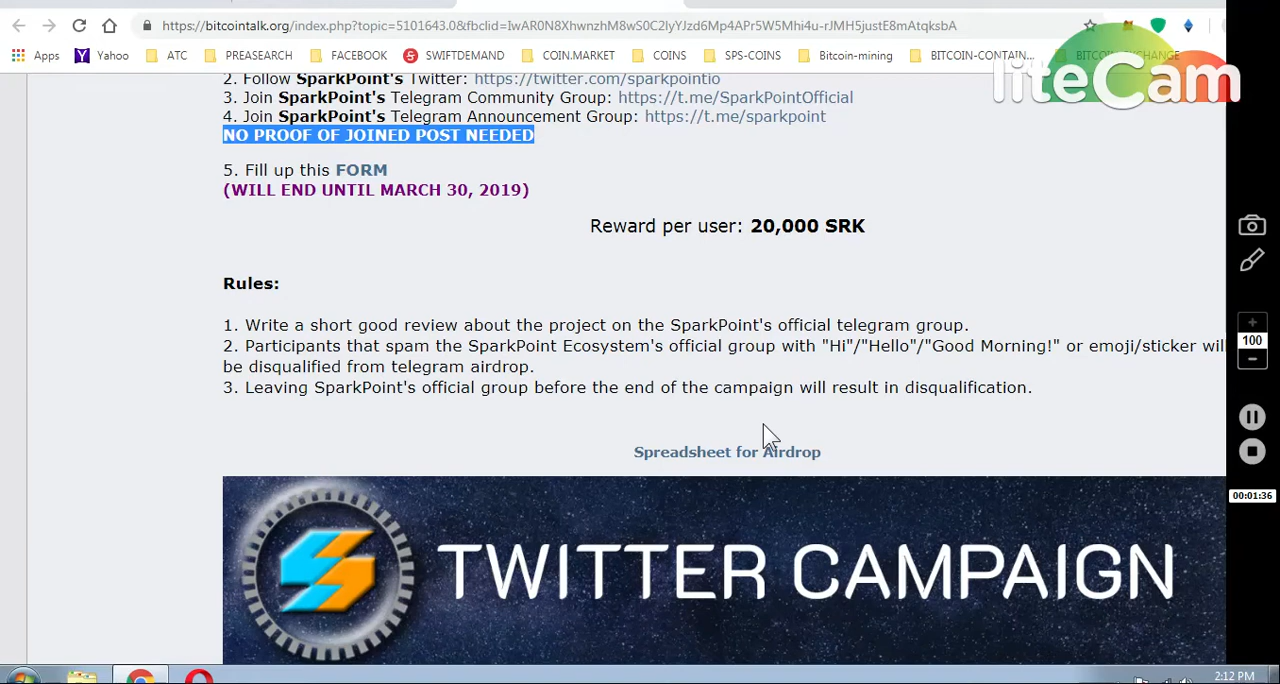 https://bitcointalk.org/index.php?topic=5101643.0&fbclid=IwAR0N8XhwnzhM8wS0C2lyYJzd6Mp4APr5W5Mhi4u-rJMH5justE8mAtqksbA
Apps Yahoo ATC PREASEARCH FACEBOOK SWIFTDEMAND COIN.MARKET COINS SPS-COINS Bitcoin-mining BITCOIN-CONTAIN...
liteCam
2. Follow SparkPoint's Twitter: https://twitter.com/sparkpointio
3. Join SparkPoint's Telegram Community Group: https://t.me/SparkPointOfficial
4. Join SparkPoint's Telegram Announcement Group: https://t.me/sparkpoint
NO PROOF OF JOINED POST NEEDED
5. Fill up this FORM
(WILL END UNTIL MARCH 30, 2019)
Reward per user: 20,000 SRK
Rules:
1. Write a short good review about the project on the SparkPoint's official telegram group.
2. Participants that spam the SparkPoint Ecosystem's official group with "Hi"/"Hello"/"Good Morning!" or emoji/sticker will
be disqualified from telegram airdrop.
3. Leaving SparkPoint's official group before the end of the campaign will result in disqualification.
Spreadsheet for Airdrop
TWITTER CAMPAIGN
100
00:01:36
2:12 PM